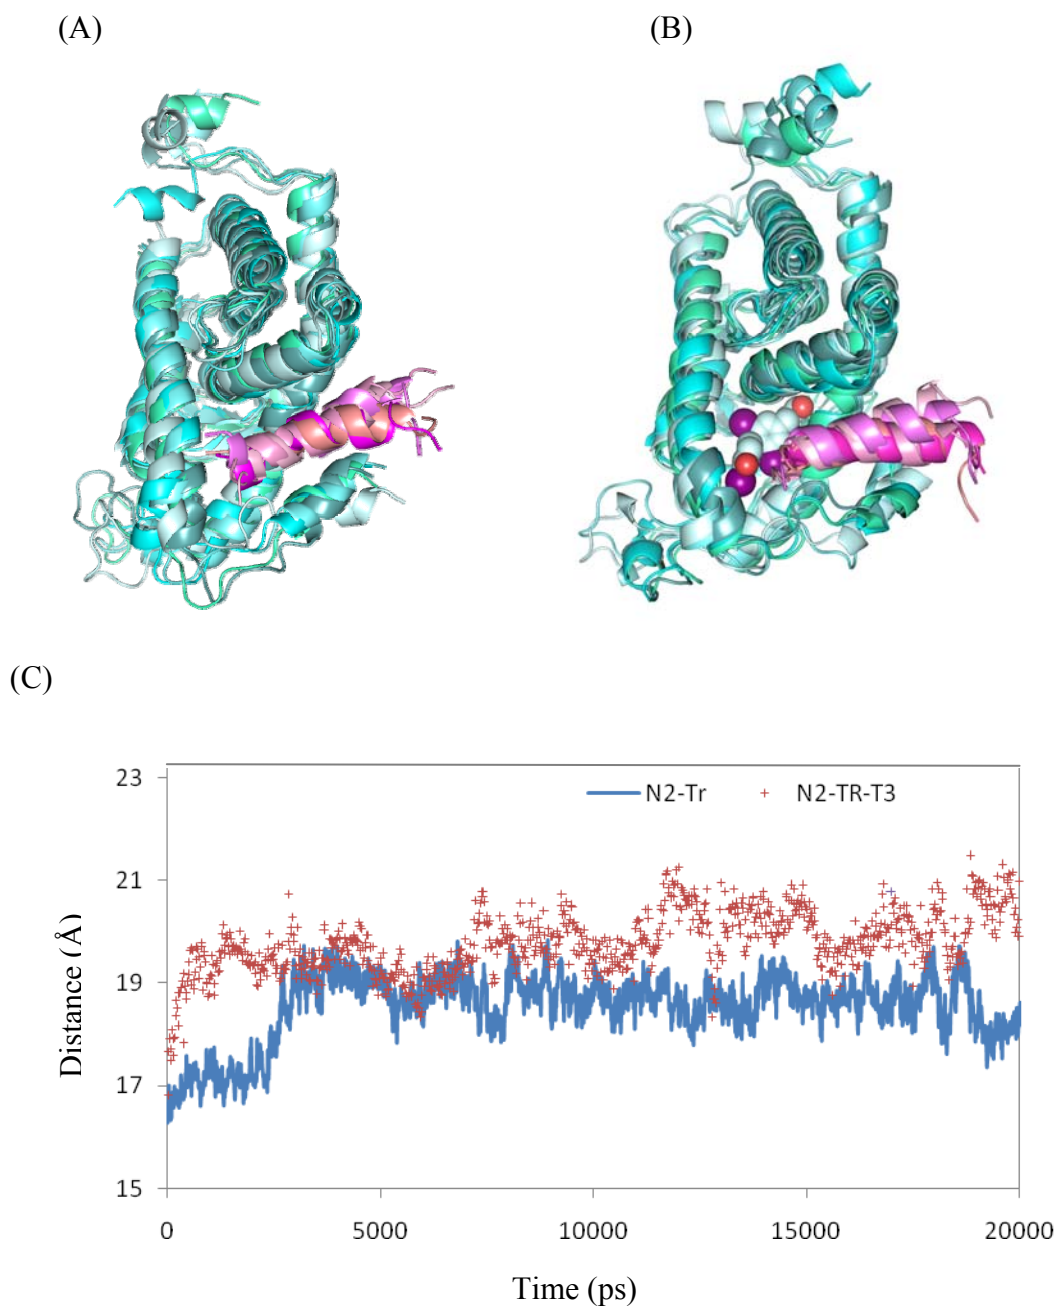 (A)
(B)
(C)
23
21
19
17
15
Distance (Å)
N2-Tr
N2-TR-T3
0
5000
10000
15000
20000
Time (ps)